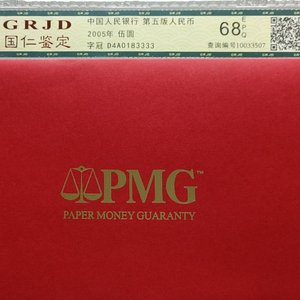 GRJD
国仁鉴定
中国人民银行 第五版人民币
2005年 伍圆
字冠 D4A0183333
68 EPQ
查询编号10033507
PMG™
PAPER MONEY GUARANTY